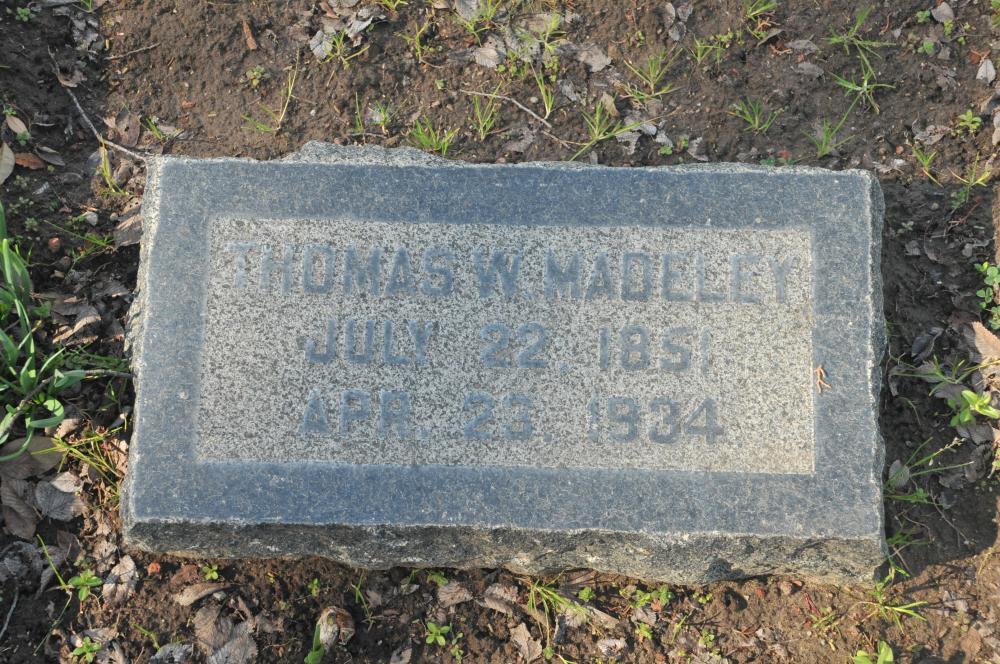 THOMAS W. MADELEY
JULY 22, 1851
APR. 23, 1934